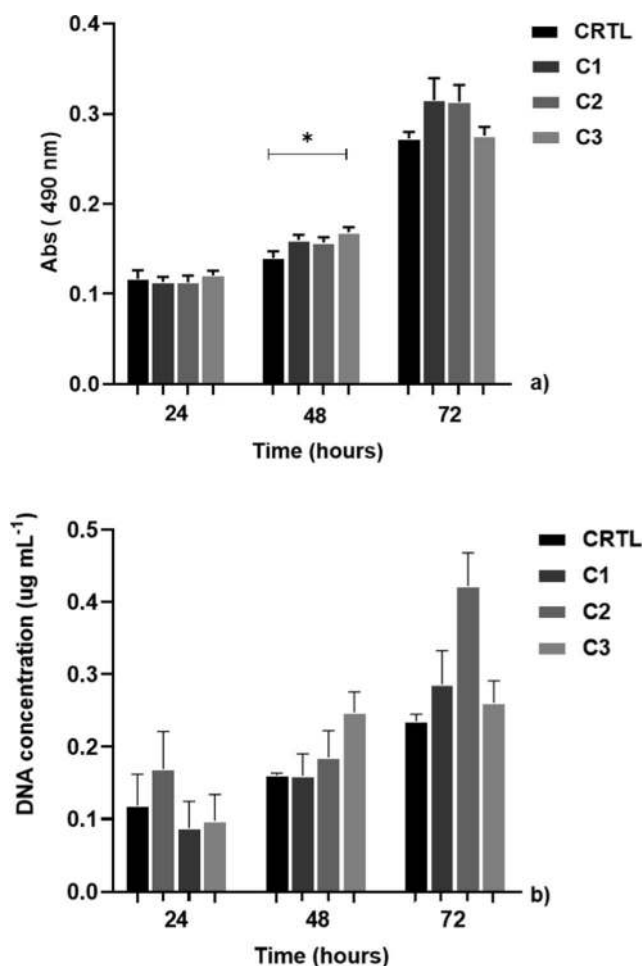 0.4
0.3
0.2
0.1
0.0
Abs ( 490 nm)
*
CRTL
C1
C2
C3
24 48 72
Time (hours)
a)
0.5
0.4
0.3
0.2
0.1
0.0
DNA concentration (ug mL-1)
CRTL
C1
C2
C3
24 48 72
Time (hours)
b)